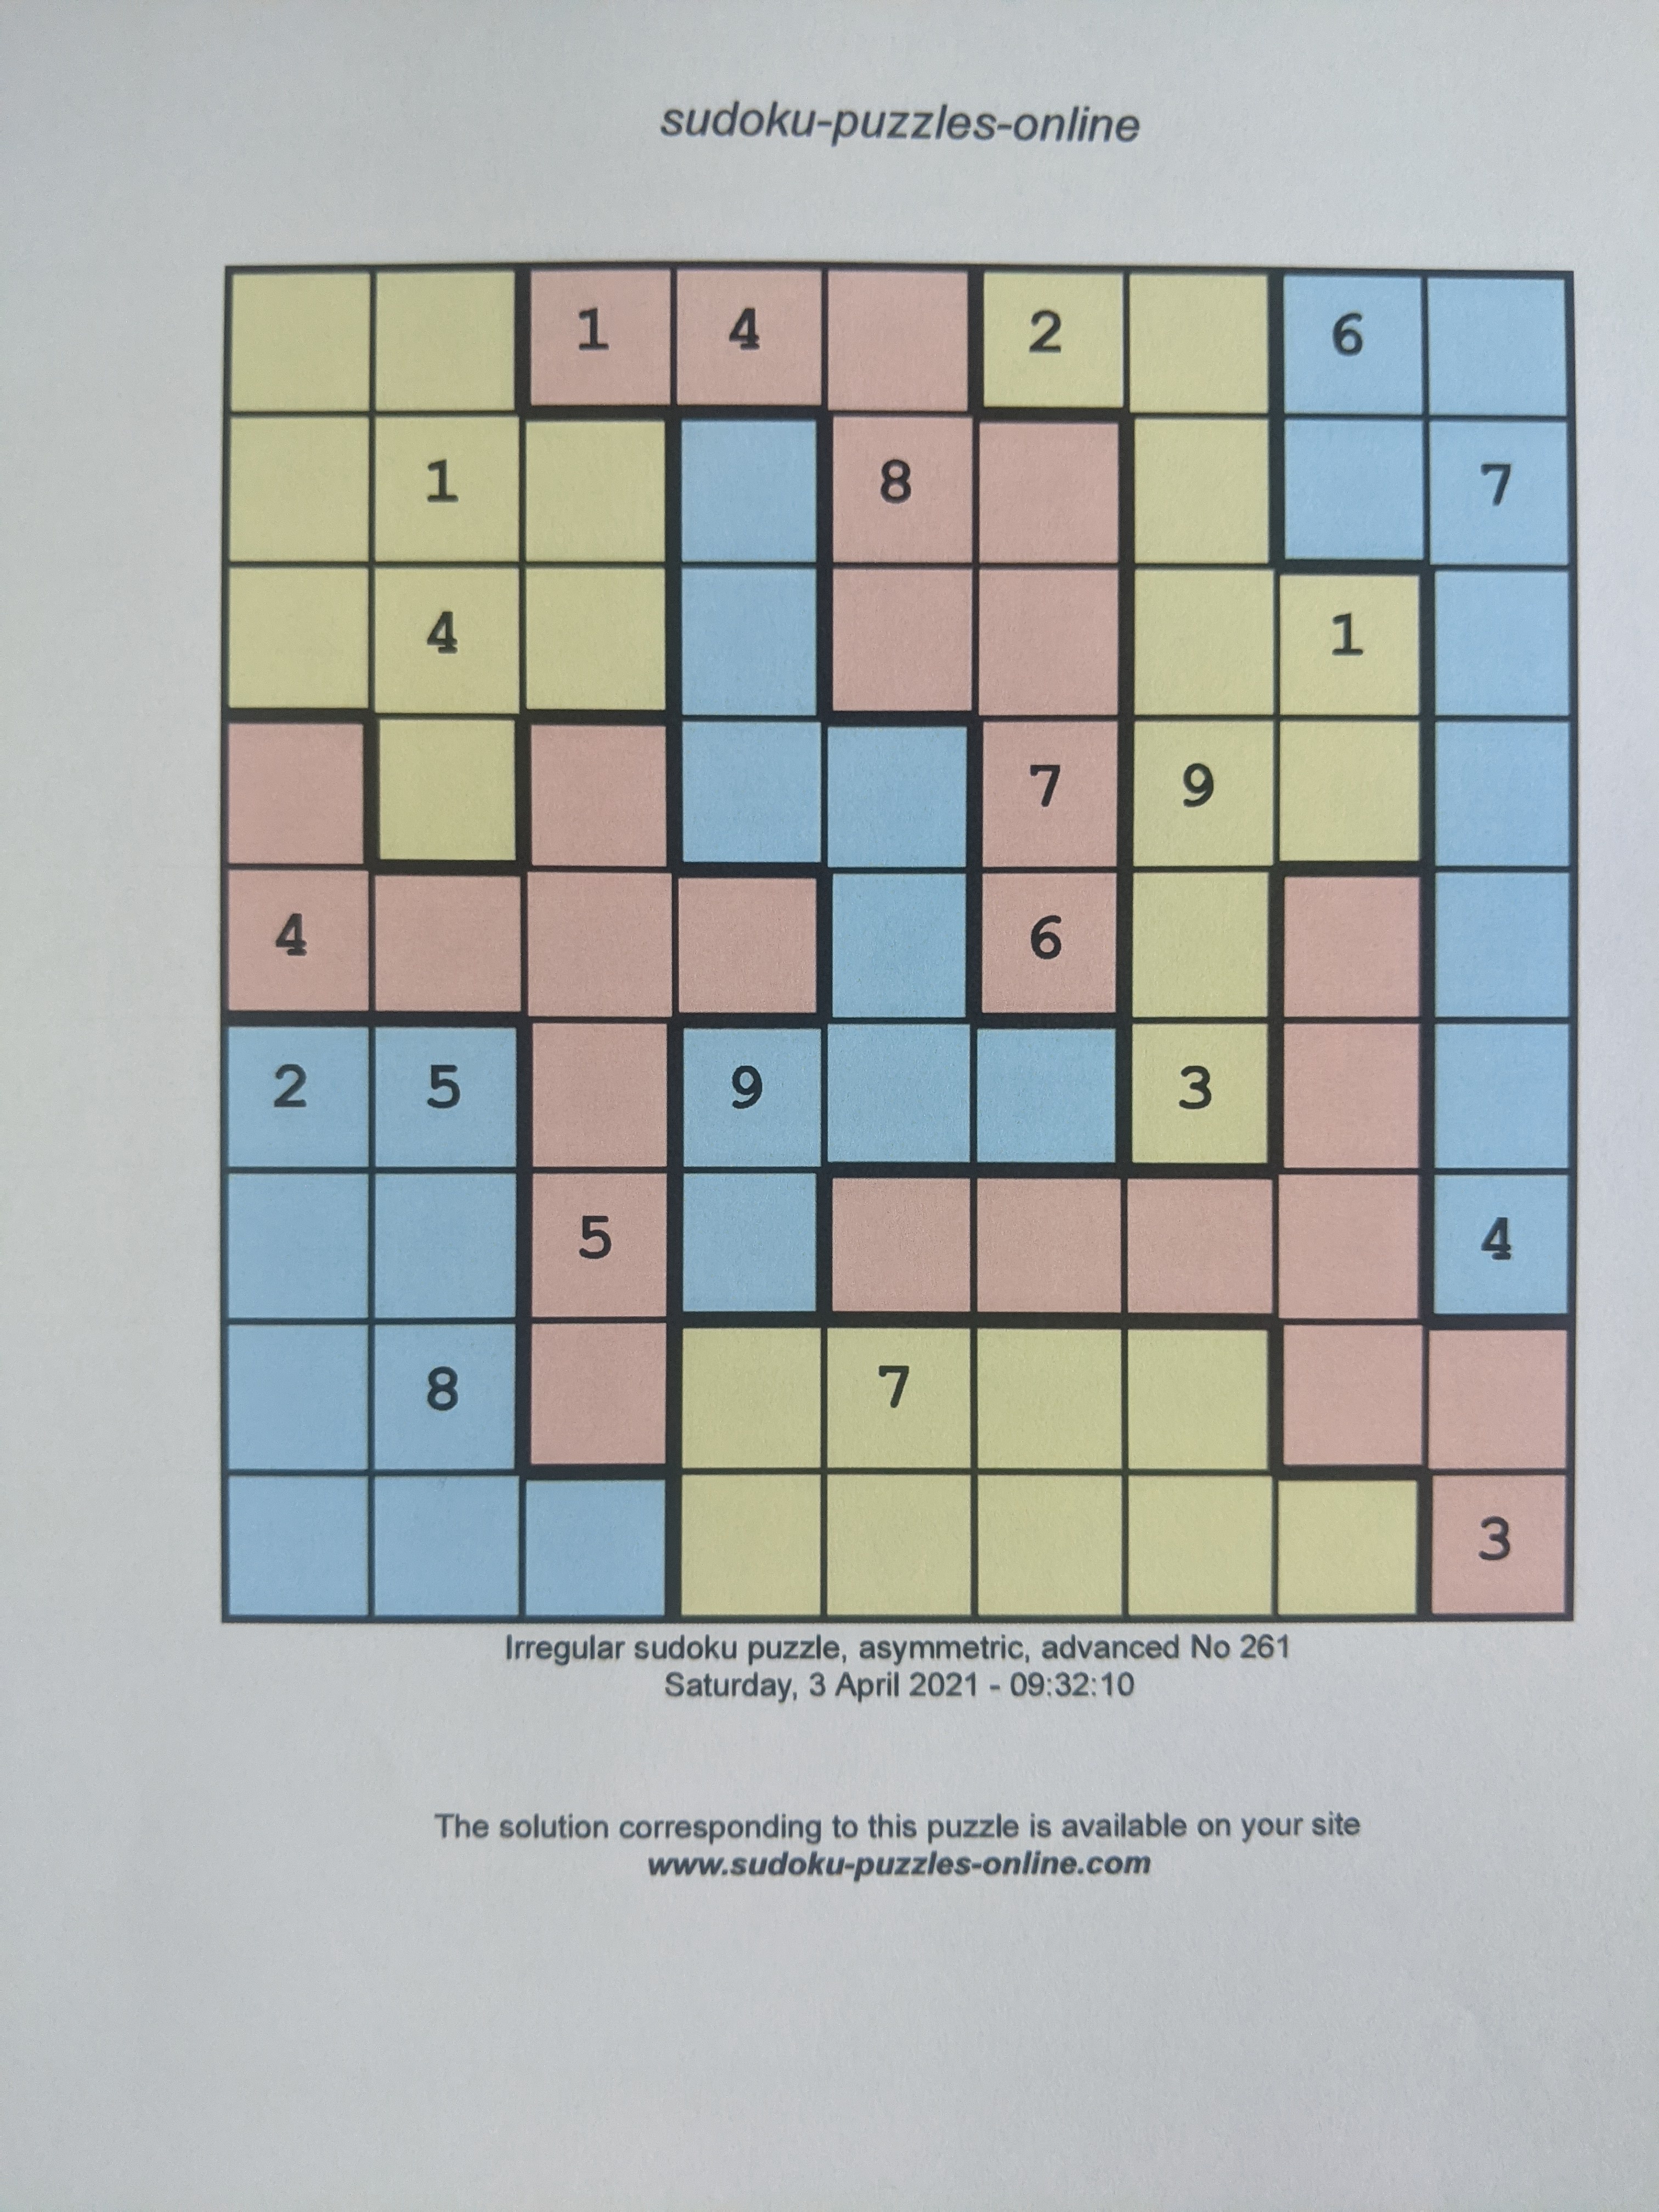 sudoku-puzzles-online
1 4 2 6
1 8 7
4 1
7 9
4 6
2 5 9 3
5 4
8 7
3
Irregular sudoku puzzle, asymmetric, advanced No 261
Saturday, 3 April 2021 - 09:32:10
The solution corresponding to this puzzle is available on your site
www.sudoku-puzzles-online.com